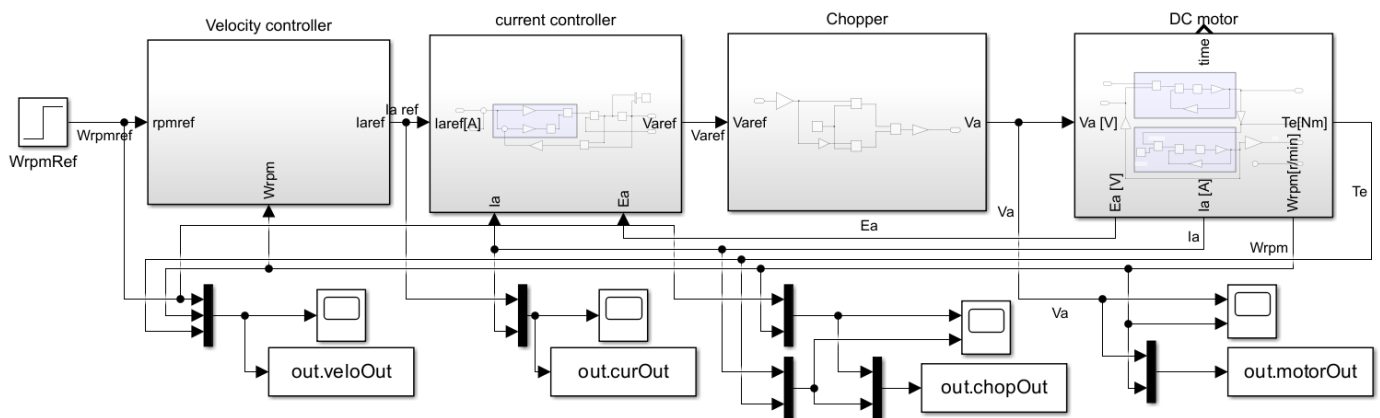 Velocity controller
current controller
Chopper
DC motor
time
rpmref
Iaref
Ia ref
Iaref[A]
Varef
Varef
Varef
Va
Va [V]
Te[Nm]
Wrpmref
WrpmRef
Wrpm
Ia
Ea
Ea [V]
Ia [A]
Wrpm[r/min]
Te
Ea
Va
Ia
Wrpm
Va
out.veloOut
out.curOut
out.chopOut
out.motorOut